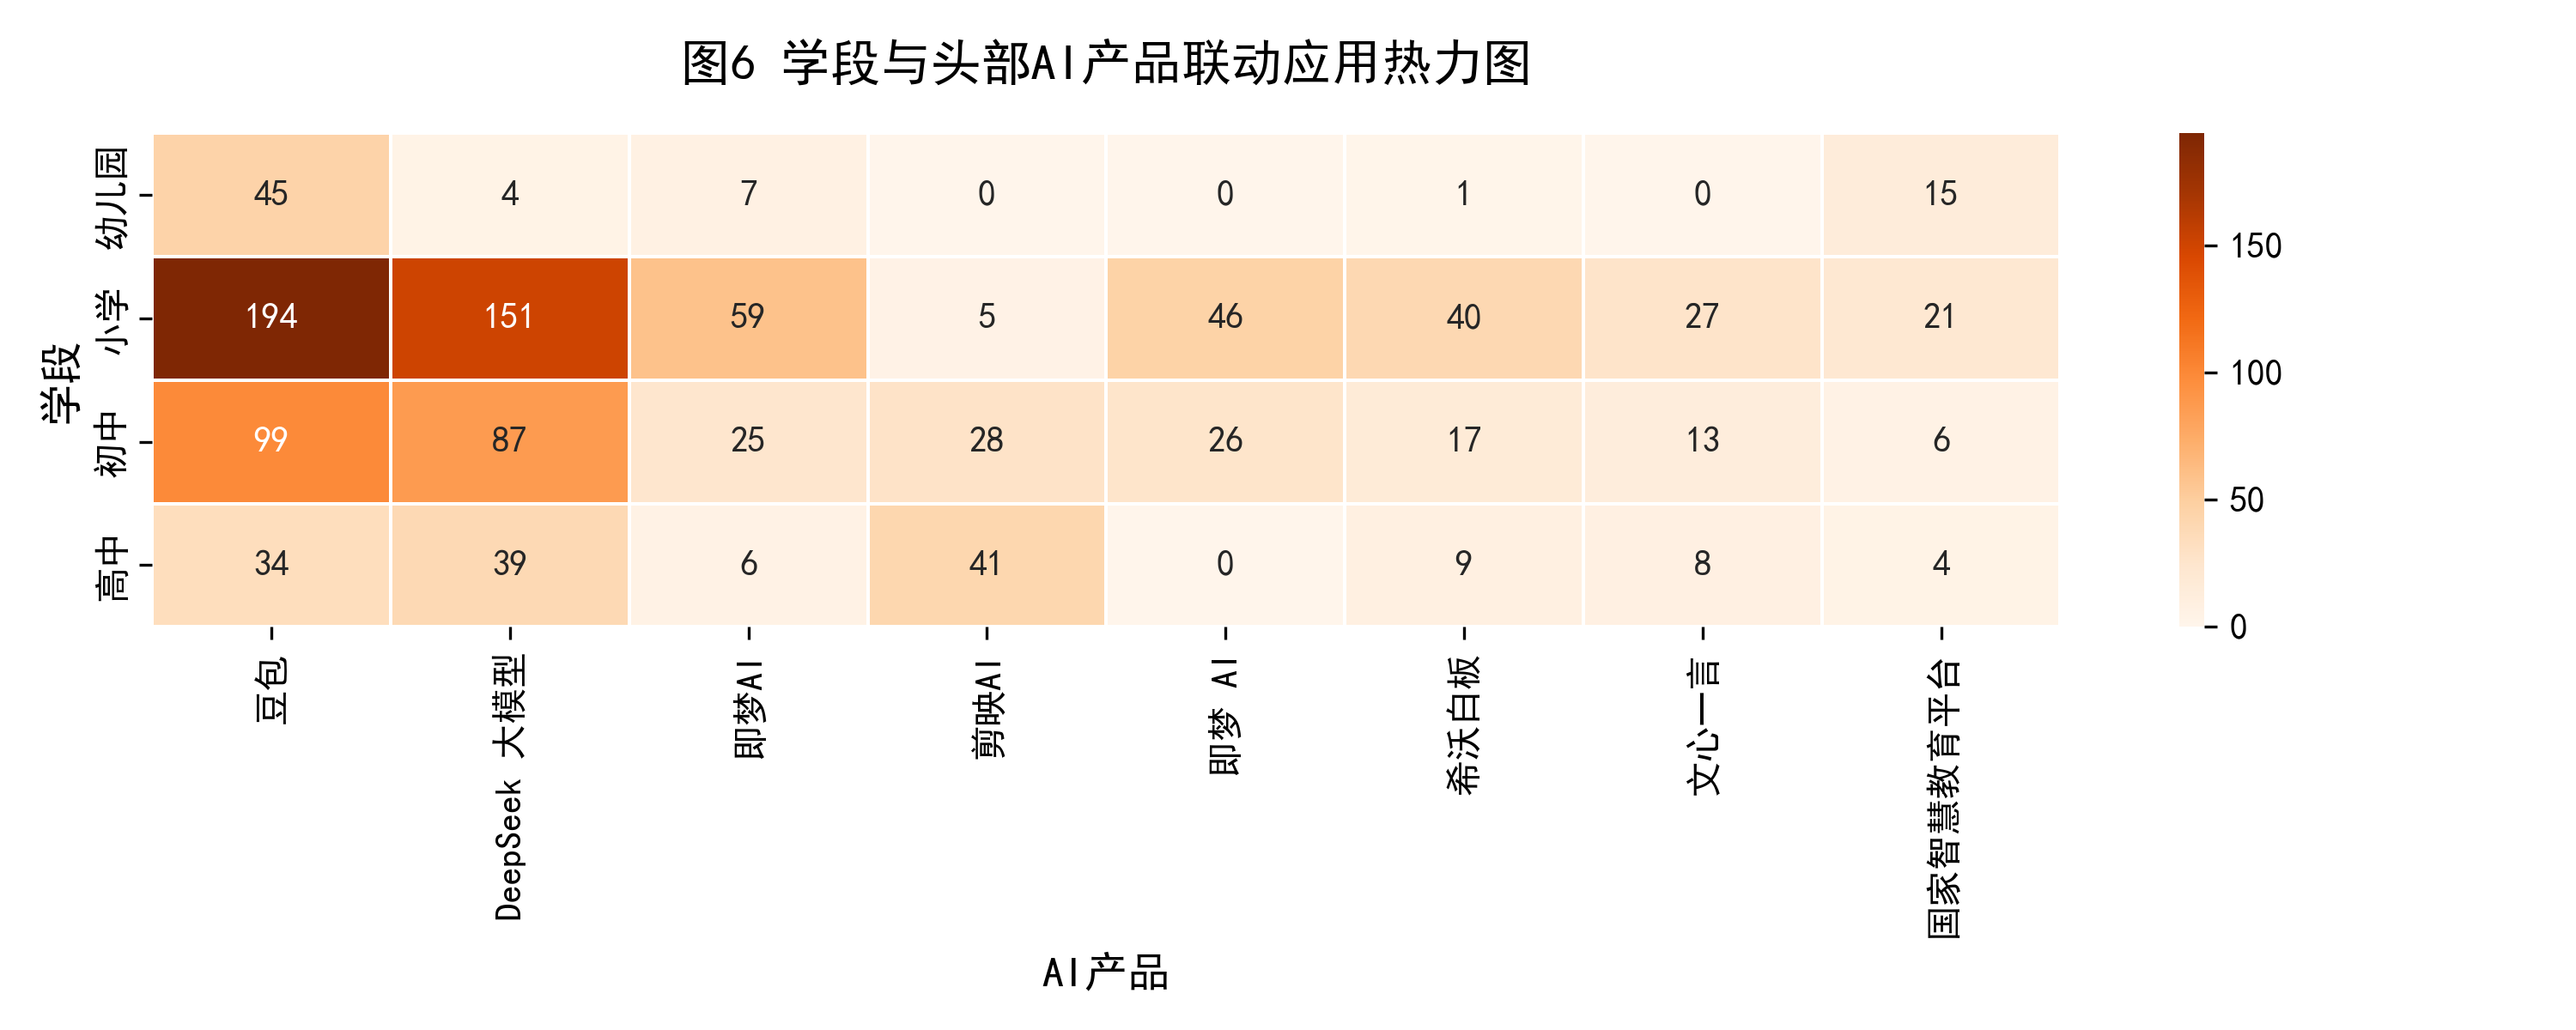 图6 学段与头部AI产品联动应用热力图
学段
幼儿园 45 4 7 0 0 1 0 15
小学 194 151 59 5 46 40 27 21
初中 99 87 25 28 26 17 13 6
高中 34 39 6 41 0 9 8 4
豆包
DeepSeek 大模型
即梦AI
剪映AI
即梦 AI
希沃白板
文心一言
国家智慧教育平台
AI产品
150
100
50
0